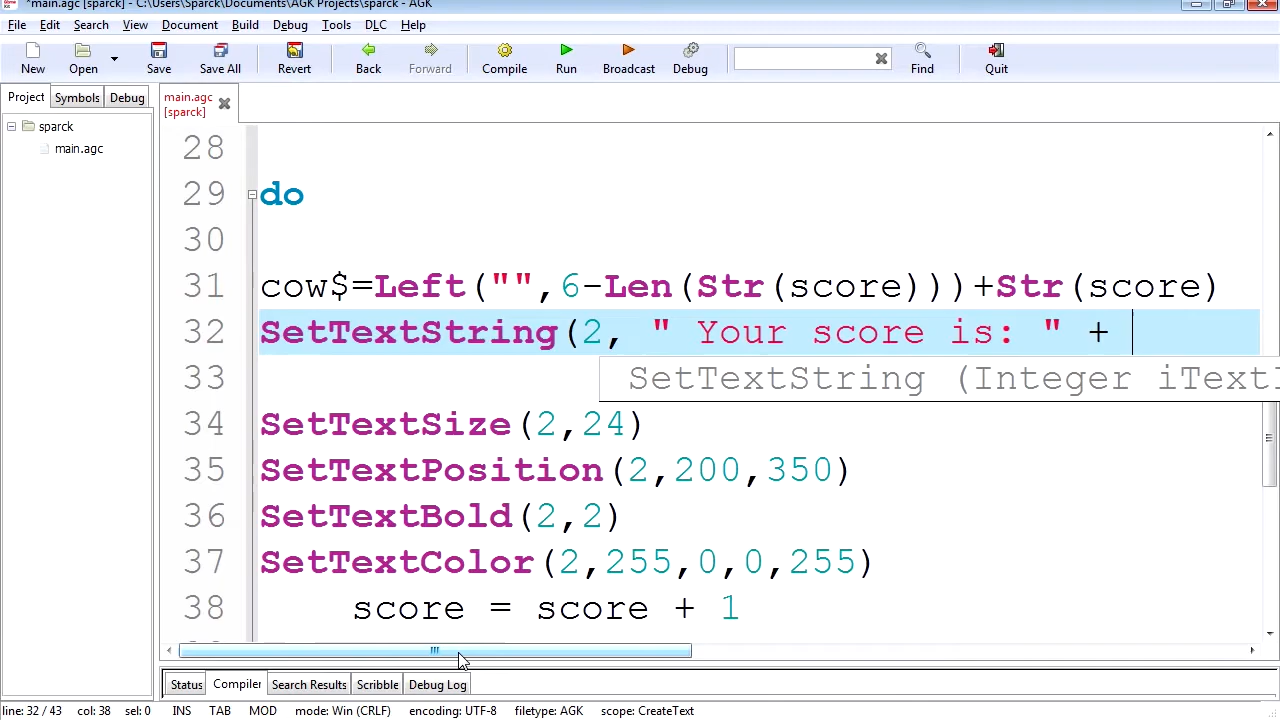 *main.agc [sparck] - C:\Users\Sparck\Documents\AGK Projects\sparck - AGK
File Edit Search View Document Build Debug Tools DLC Help
New Open Save Save All Revert Back Forward Compile Run Broadcast Debug Find Quit
Project Symbols Debug
main.agc
[sparck]
sparck
main.agc
28
29 do
30
31 cow$=Left("",6-Len(Str(score)))+Str(score)
32 SetTextString(2, " Your score is: " +
33 SetTextString (Integer iTextI
34 SetTextSize(2,24)
35 SetTextPosition(2,200,350)
36 SetTextBold(2,2)
37 SetTextColor(2,255,0,0,255)
38 score = score + 1
Status Compiler Search Results Scribble Debug Log
line: 32 / 43 col: 38 sel: 0 INS TAB MOD mode: Win (CRLF) encoding: UTF-8 filetype: AGK scope: CreateText